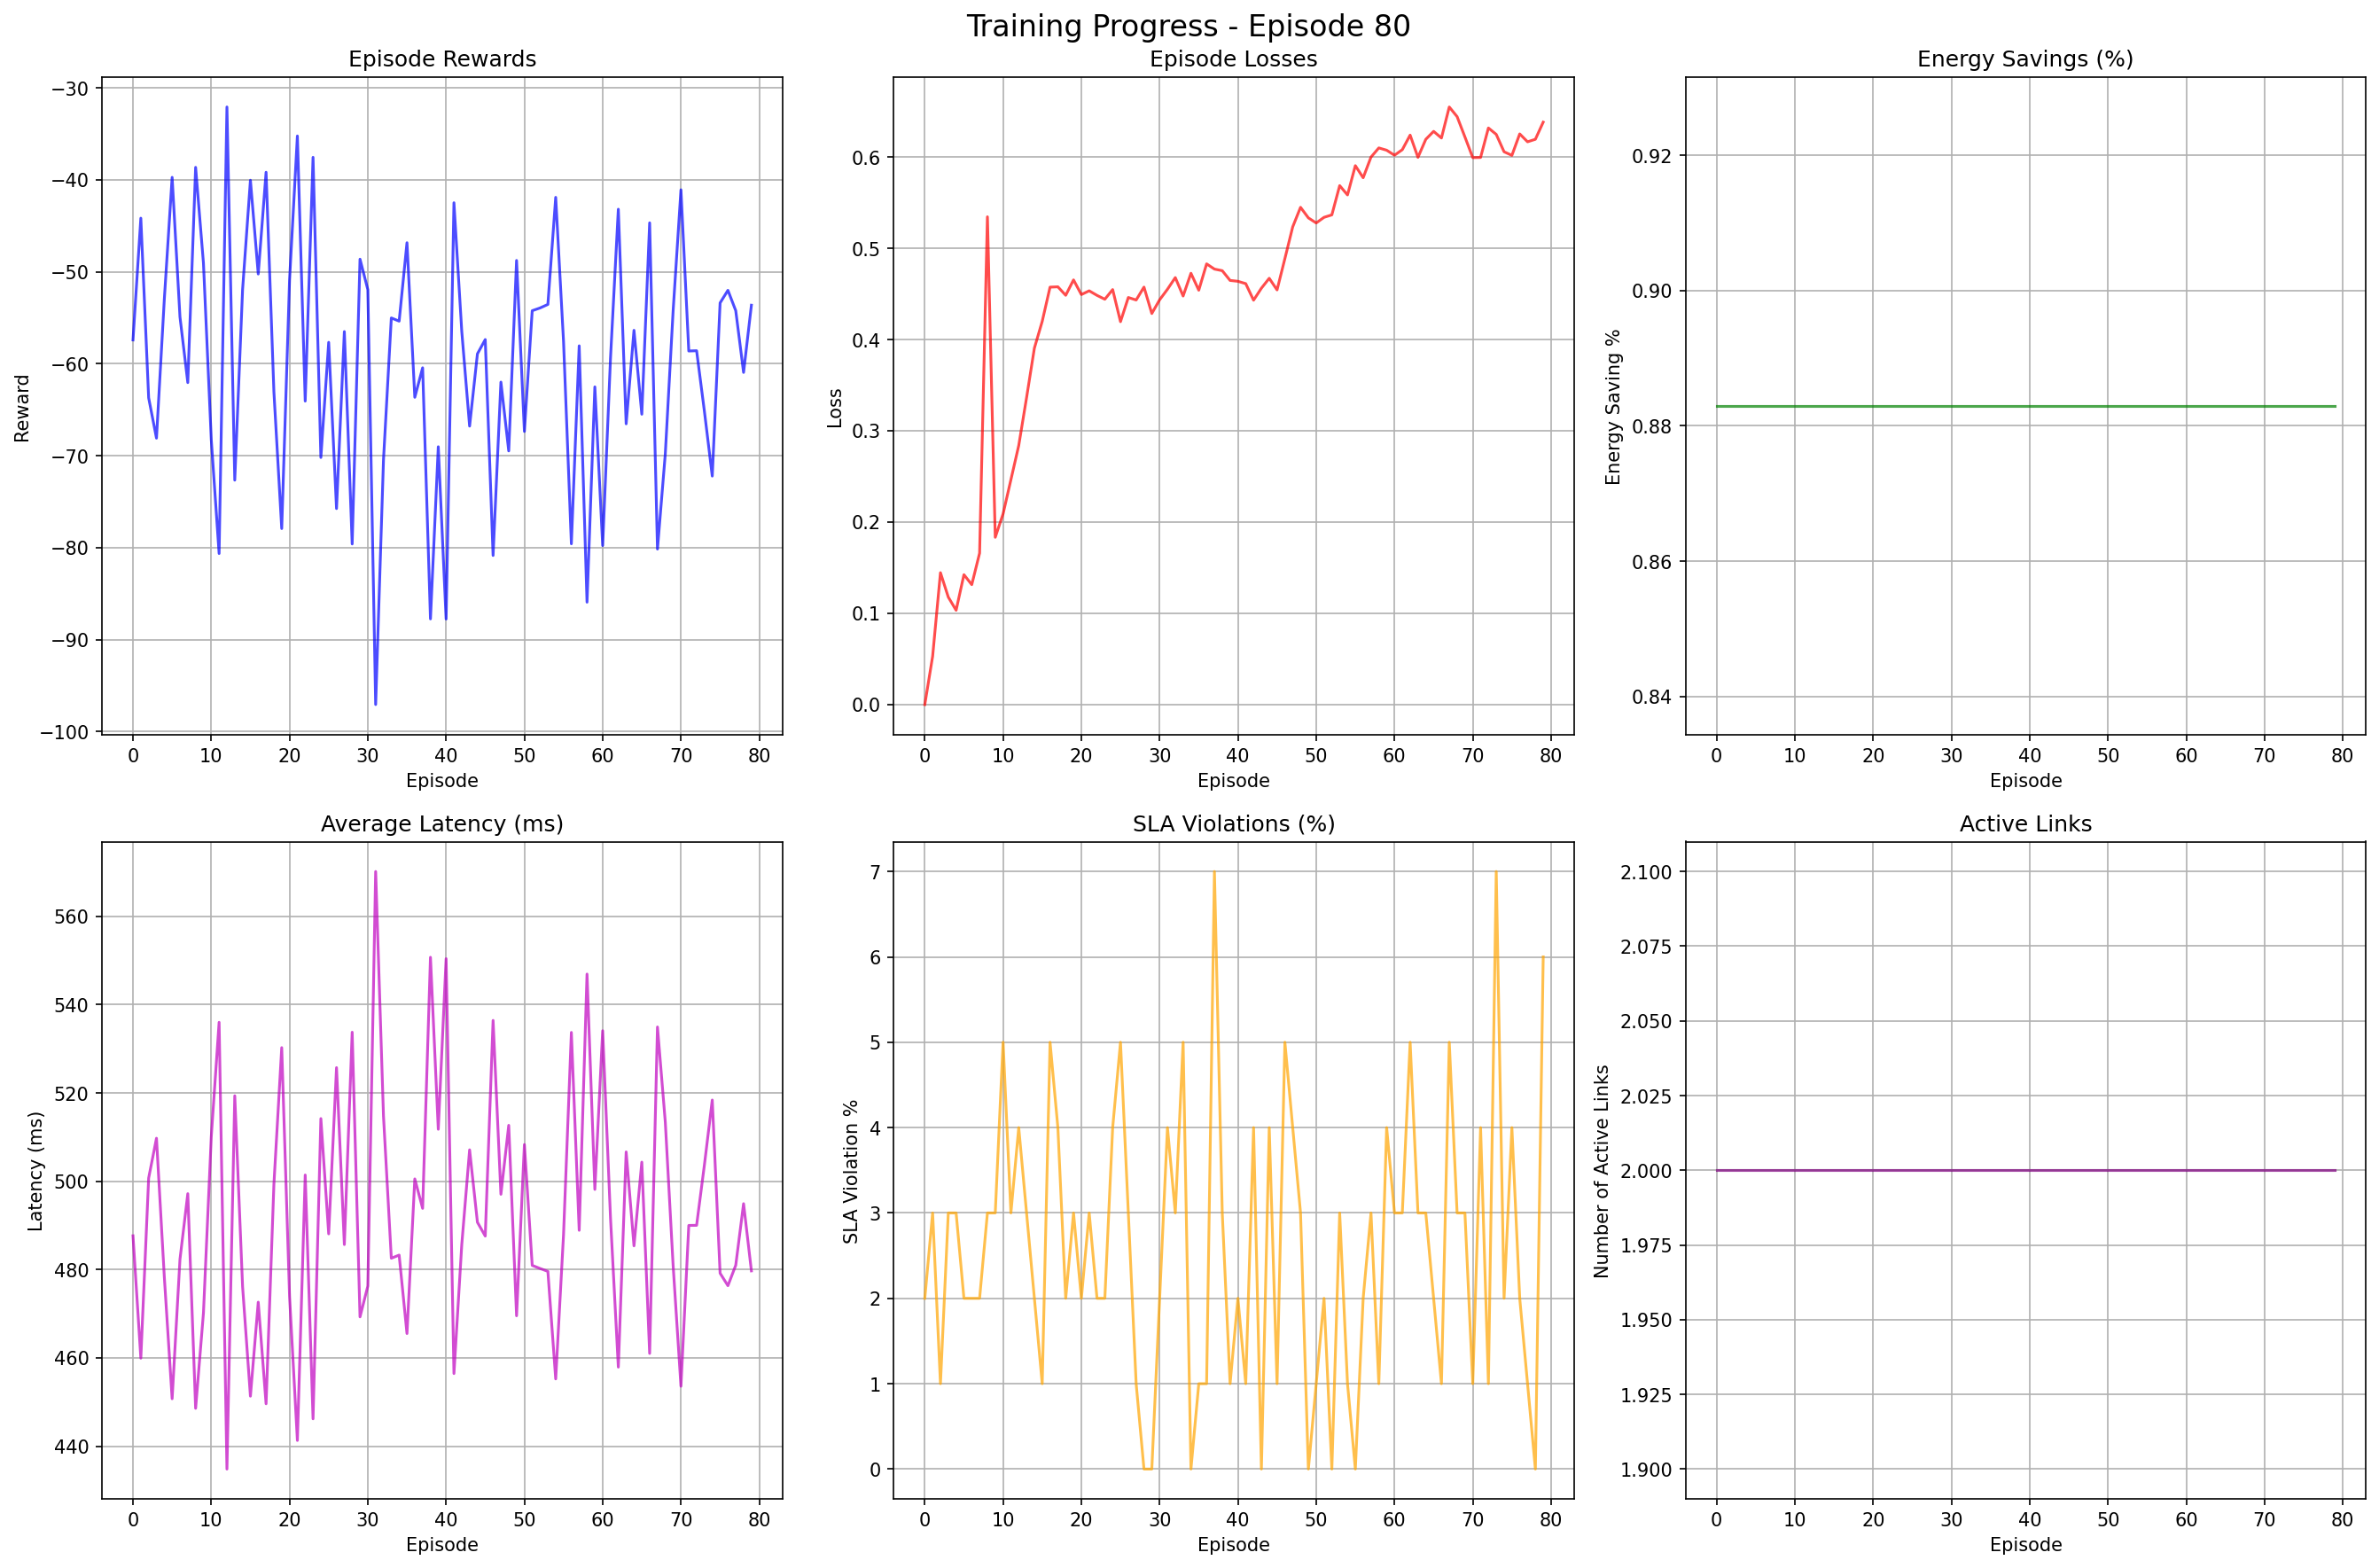 Training Progress - Episode 80
Episode Rewards
Reward
−30
−40
−50
−60
−70
−80
−90
−100
0 10 20 30 40 50 60 70 80
Episode
Episode Losses
Loss
0.6
0.5
0.4
0.3
0.2
0.1
0.0
0 10 20 30 40 50 60 70 80
Episode
Energy Savings (%)
Energy Saving %
0.92
0.90
0.88
0.86
0.84
0 10 20 30 40 50 60 70 80
Episode
Average Latency (ms)
Latency (ms)
560
540
520
500
480
460
440
0 10 20 30 40 50 60 70 80
Episode
SLA Violations (%)
SLA Violation %
7
6
5
4
3
2
1
0
0 10 20 30 40 50 60 70 80
Episode
Active Links
Number of Active Links
2.100
2.075
2.050
2.025
2.000
1.975
1.950
1.925
1.900
0 10 20 30 40 50 60 70 80
Episode